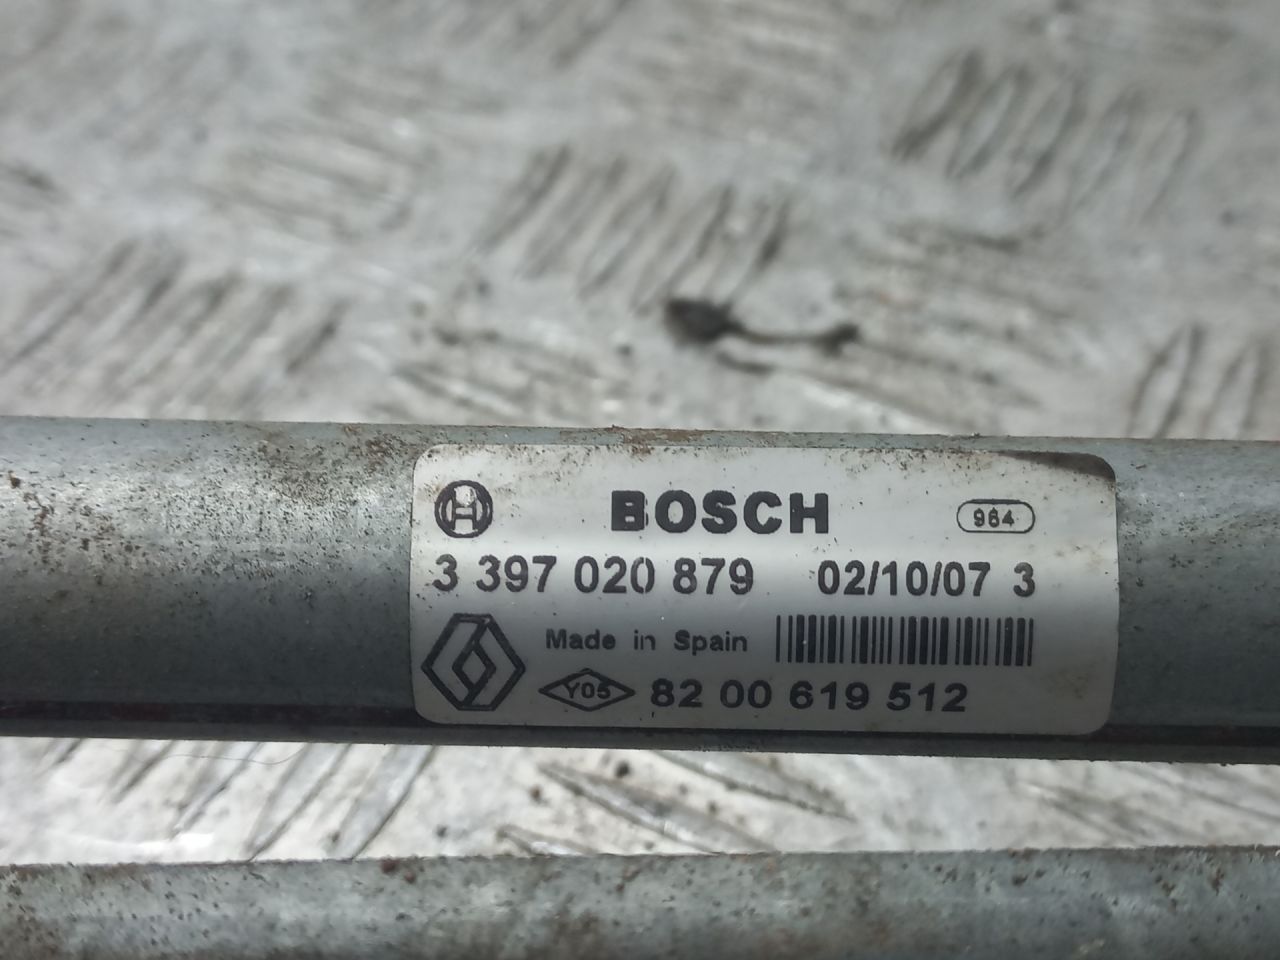 BOSCH 964
3 397 020 879 02/10/07 3
Made in Spain
Y05 82 00 619 512